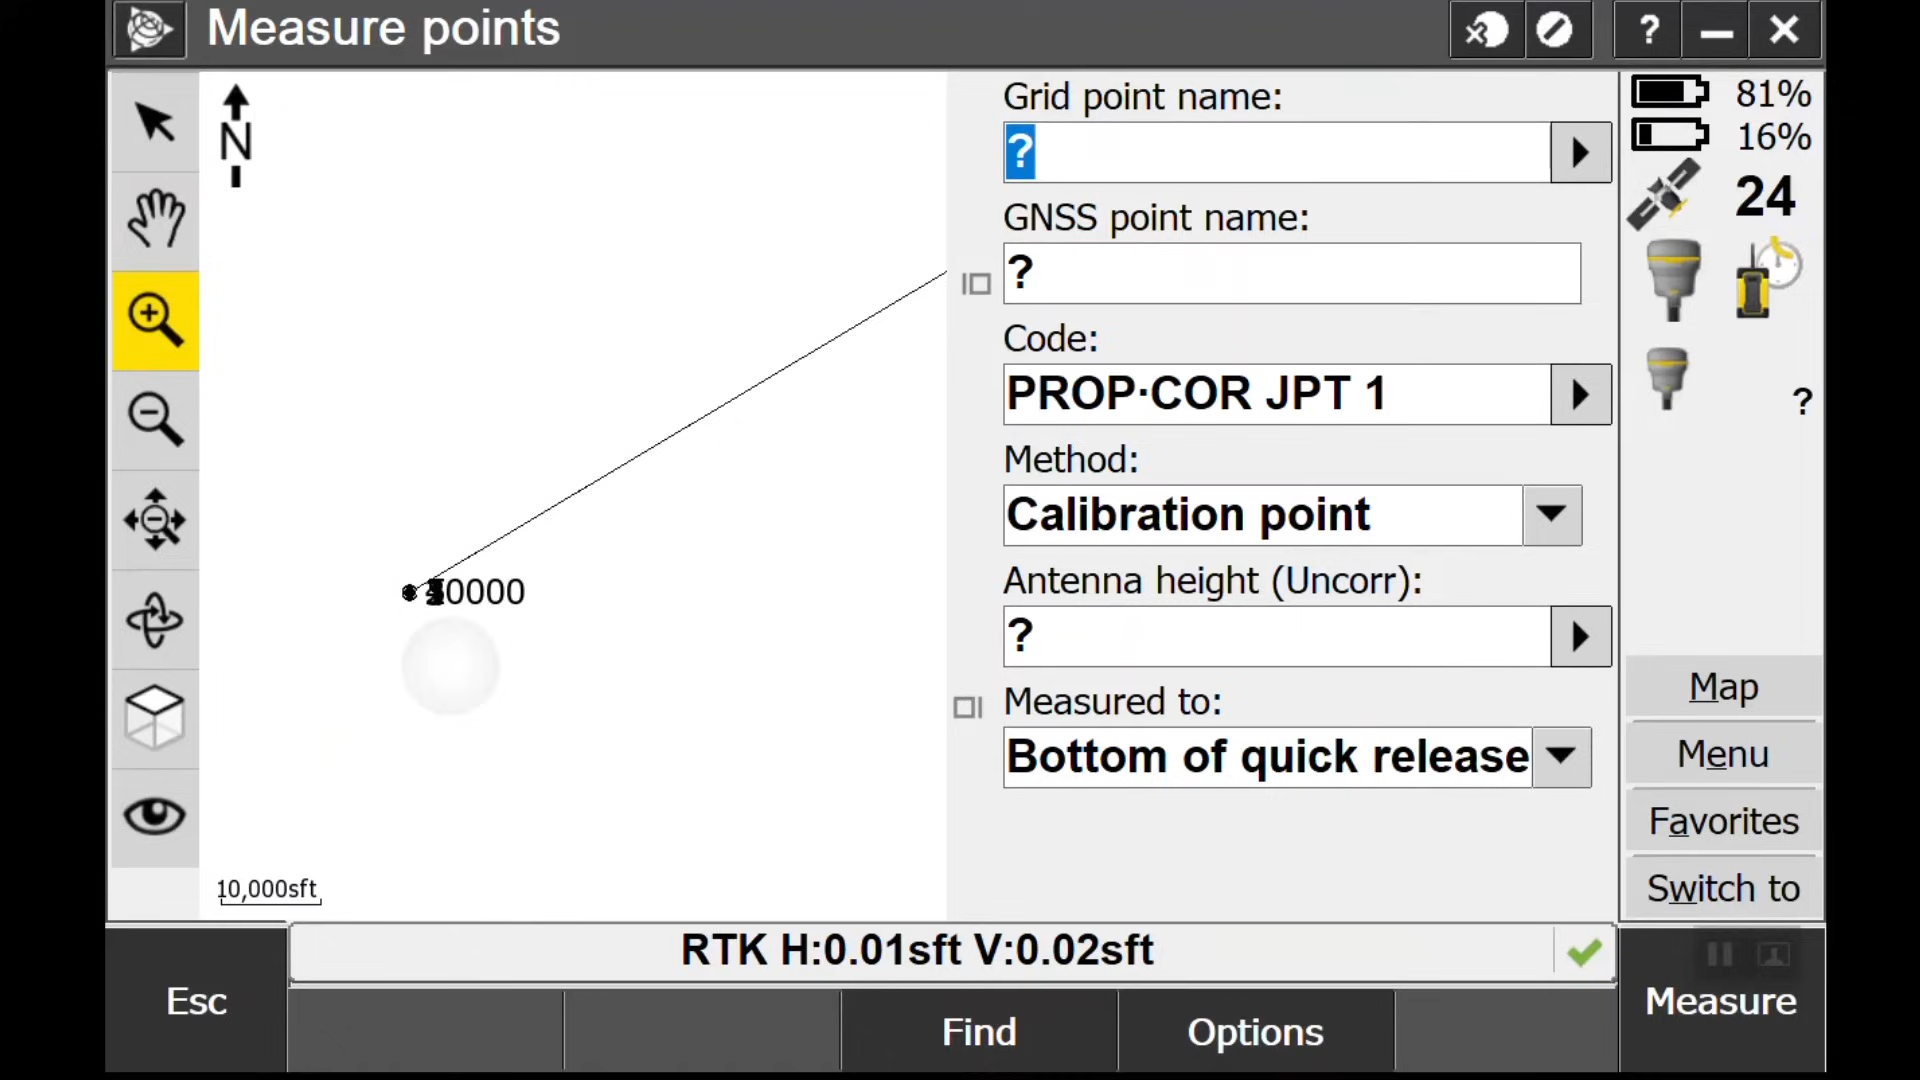 Measure points
?
N
Grid point name:
?
GNSS point name:
?
Code:
PROP·COR JPT 1
Method:
Calibration point
Antenna height (Uncorr):
?
Measured to:
Bottom of quick release
0000
10,000sft
81%
16%
24
?
Map
Menu
Favorites
Switch to
RTK H:0.01sft V:0.02sft
Esc
Find
Options
Measure